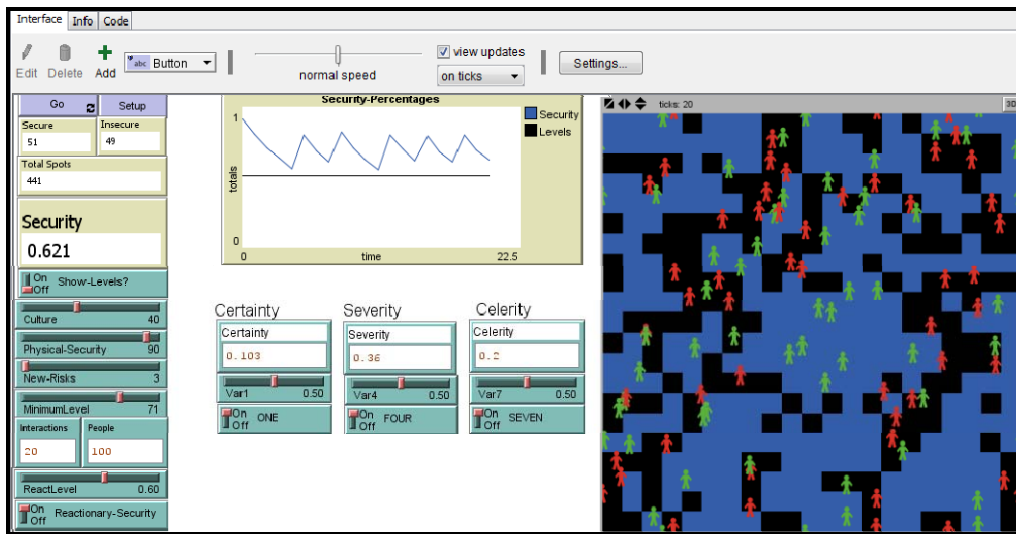 Interface Info Code
Edit Delete Add
abc Button
normal speed
view updates
on ticks
Settings...
Go Setup
Secure
51
Insecure
49
Total Spots
441
Security
0.621
On
Off
Show-Levels?
Culture 40
Physical-Security 90
New-Risks 3
MinimumLevel 71
Interactions
20
People
100
ReactLevel 0.60
On
Off
Reactionary-Security
Security-Percentages
1
totals
0
0 time 22.5
Security
Levels
Certainty
Certainty
0.103
Var1 0.50
On
Off
ONE
Severity
Severity
0.36
Var4 0.50
On
Off
FOUR
Celerity
Celerity
0.2
Var7 0.50
On
Off
SEVEN
ticks: 20
3D